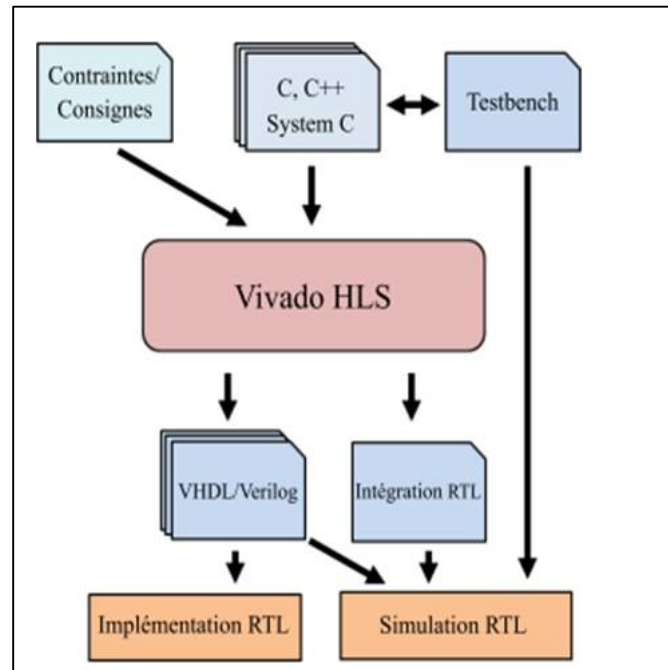 Contraintes/
Consignes
C, C++
System C
Testbench
Vivado HLS
VHDL/Verilog
Intégration RTL
Implémentation RTL
Simulation RTL